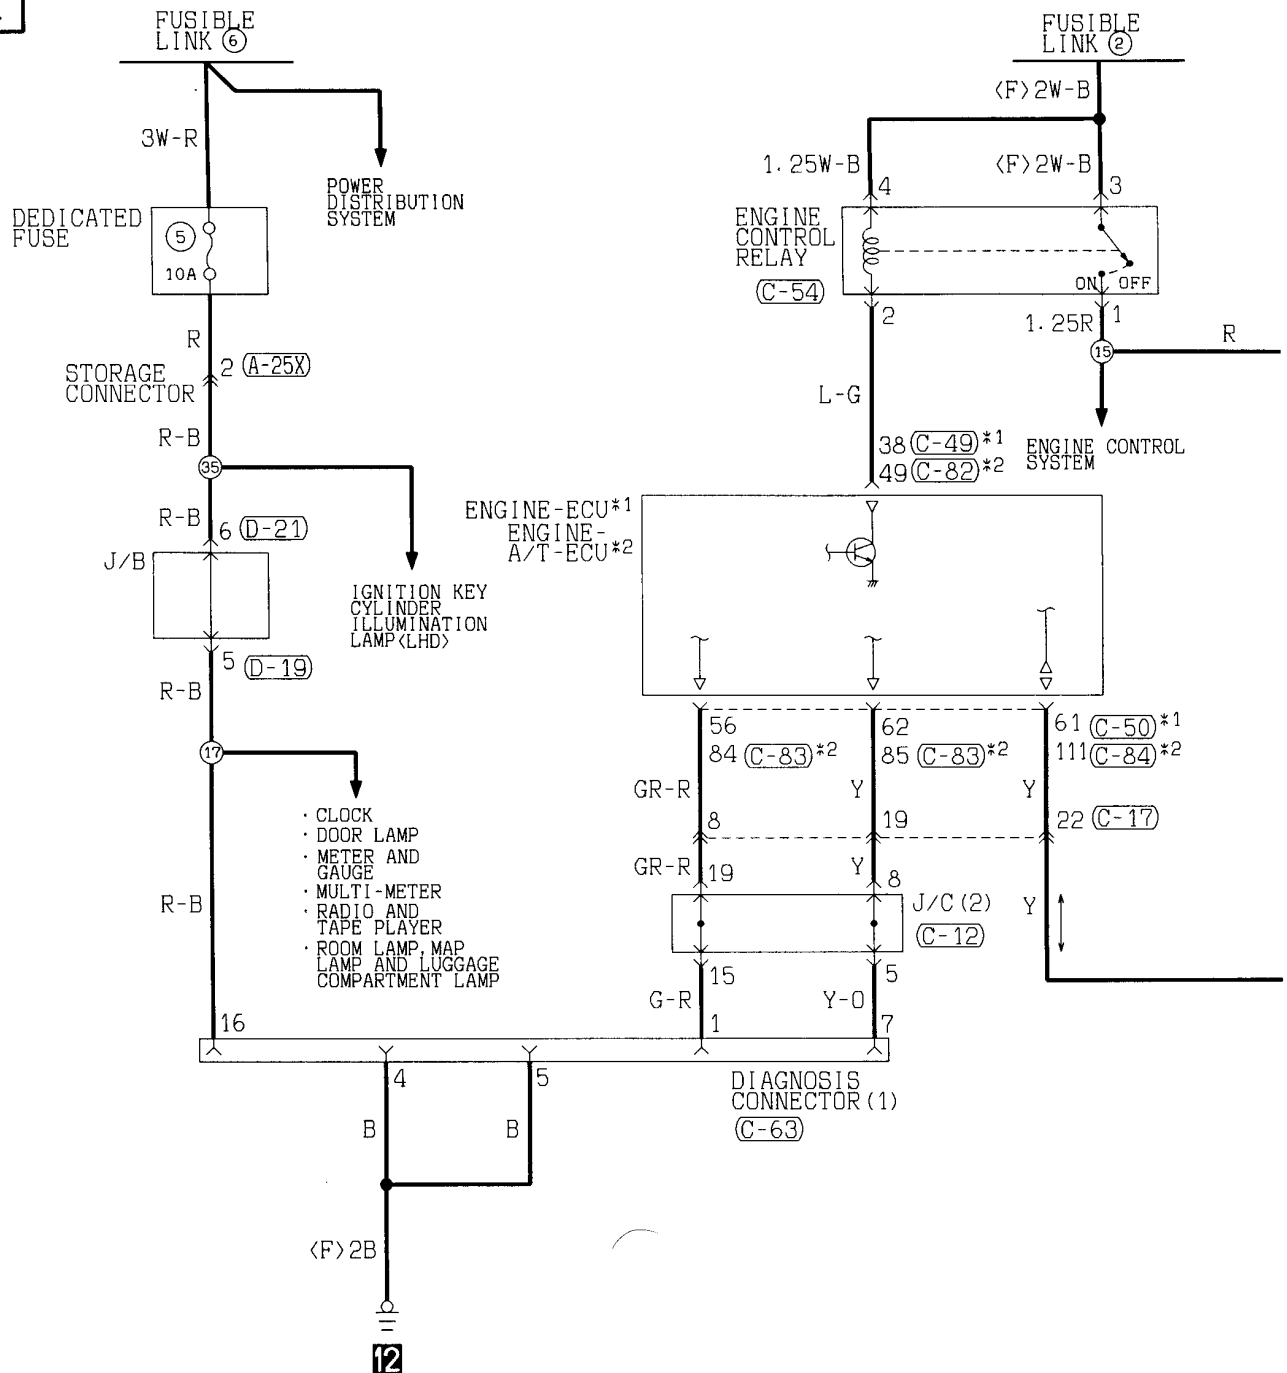 FUSIBLE
LINK ⑥
FUSIBLE
LINK ②
<F>2W-B
3W-R
1.25W-B
<F>2W-B
4
3
POWER
DISTRIBUTION
SYSTEM
DEDICATED
FUSE
5
10A
ENGINE
CONTROL
RELAY
C-54
ON OFF
2
1
1.25R
15
R
R
STORAGE
CONNECTOR
2 A-25X
L-G
R-B
38 C-49 *1
49 C-82 *2
ENGINE CONTROL
SYSTEM
35
R-B
6 D-21
J/B
ENGINE-ECU*1
ENGINE-
A/T-ECU*2
IGNITION KEY
CYLINDER
ILLUMINATION
LAMP<LHD>
5 D-19
R-B
17
56
84 C-83 *2
62
85 C-83 *2
61 C-50 *1
111 C-84 *2
GR-R
Y
Y
· CLOCK
· DOOR LAMP
· METER AND
GAUGE
· MULTI-METER
· RADIO AND
TAPE PLAYER
· ROOM LAMP, MAP
LAMP AND LUGGAGE
COMPARTMENT LAMP
8
19
22 C-17
GR-R
19
Y
8
R-B
J/C(2)
C-12
Y
15
5
G-R
Y-O
16
1
7
4
5
DIAGNOSIS
CONNECTOR(1)
C-63
B
B
<F>2B
12